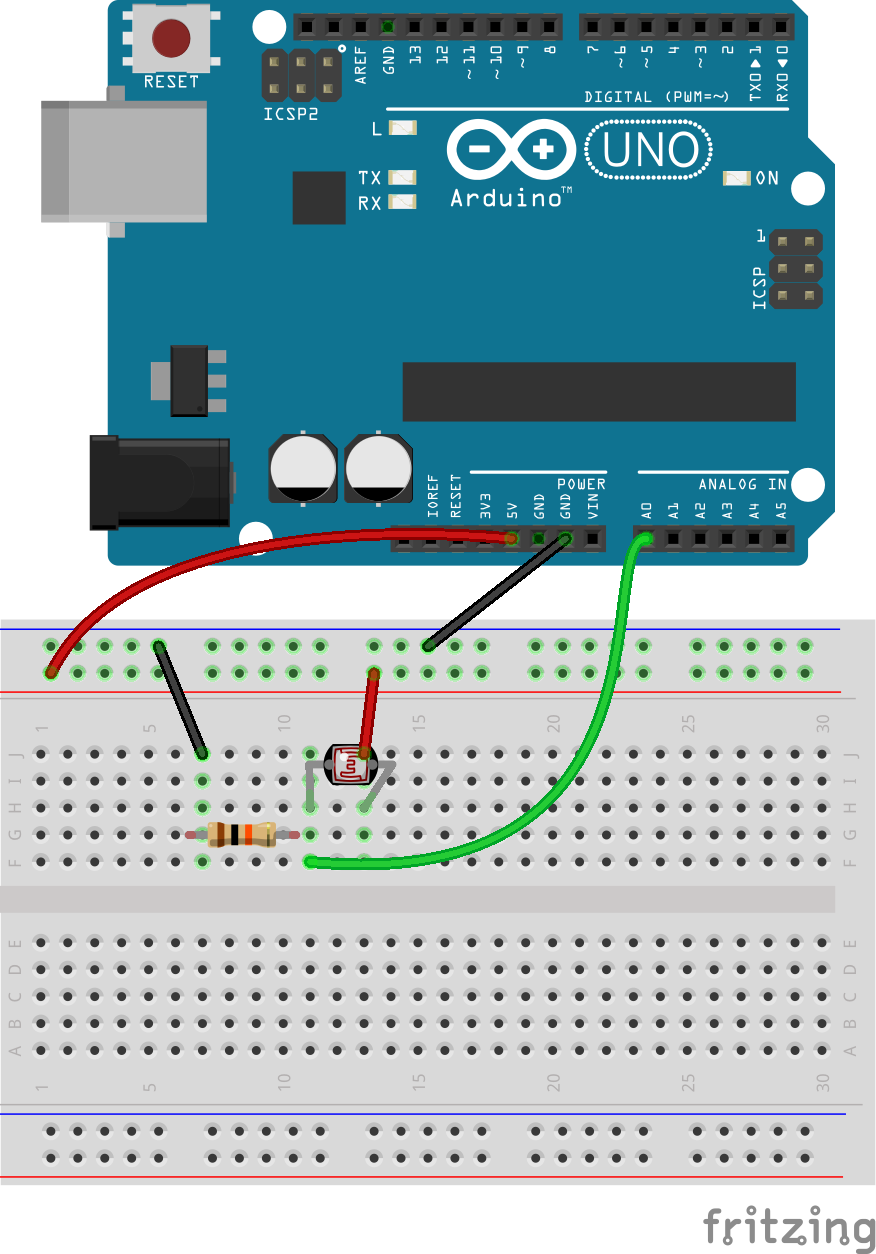 RESET
ICSP2
AREF
GND
13
12
~11
~10
~9
8
7
~6
~5
4
~3
2
TX0▶1
RX0◀0
DIGITAL (PWM=~)
L
TX
RX
Arduino™
UNO
ON
1
ICSP
IOREF
RESET
3V3
5V
GND
GND
VIN
POWER
ANALOG IN
A0
A1
A2
A3
A4
A5
1 5 10 15 20 25 30
J J
I I
H H
G G
F F
E E
D D
C C
B B
A A
1 5 10 15 20 25 30
fritzing